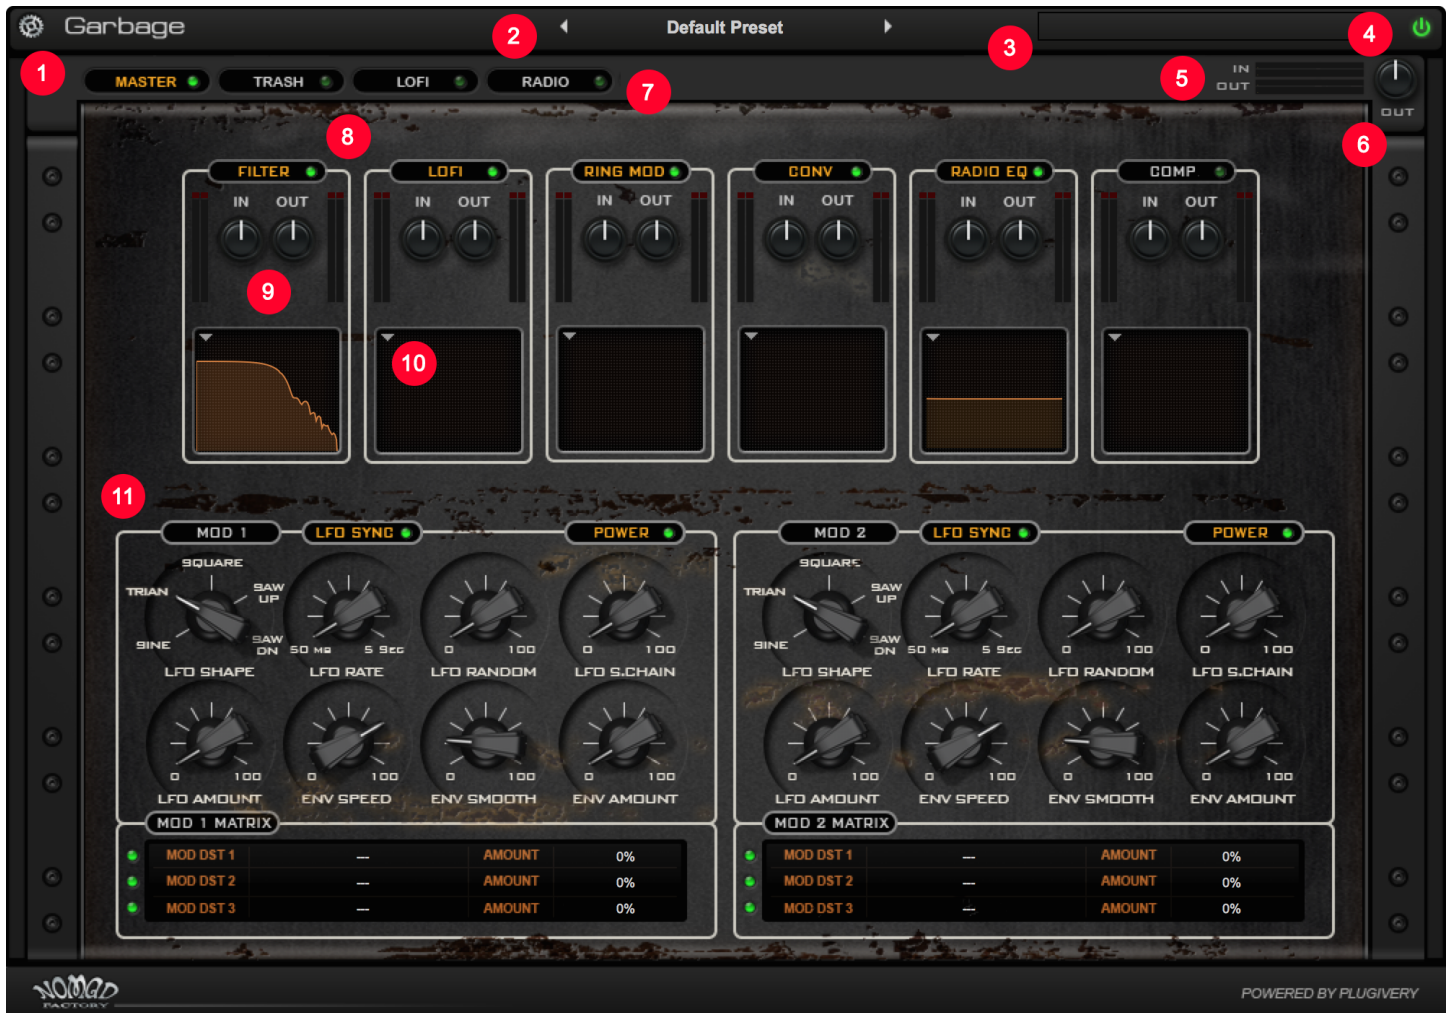 Garbage
2
Default Preset
3
4
1
MASTER
TRASH
LOFI
RADIO
7
5
IN
OUT
OUT
8
6
FILTER
LOFI
RING MOD
CONV
RADIO EQ
COMP
IN OUT
IN OUT
IN OUT
IN OUT
IN OUT
IN OUT
9
10
11
MOD 1
LFO SYNC
POWER
MOD 2
LFO SYNC
POWER
SQUARE
TRIAN
SAW UP
SINE
SAW DN
50 MS
5 SEC
0
100
0
100
LFO SHAPE
LFO RATE
LFO RANDOM
LFO S.CHAIN
0
100
0
100
0
100
0
100
LFO AMOUNT
ENV SPEED
ENV SMOOTH
ENV AMOUNT
SQUARE
TRIAN
SAW UP
SINE
SAW DN
50 MS
5 SEC
0
100
0
100
LFO SHAPE
LFO RATE
LFO RANDOM
LFO S.CHAIN
0
100
0
100
0
100
0
100
LFO AMOUNT
ENV SPEED
ENV SMOOTH
ENV AMOUNT
MOD 1 MATRIX
MOD DST 1 --- AMOUNT 0%
MOD DST 2 --- AMOUNT 0%
MOD DST 3 --- AMOUNT 0%
MOD 2 MATRIX
MOD DST 1 --- AMOUNT 0%
MOD DST 2 --- AMOUNT 0%
MOD DST 3 --- AMOUNT 0%
NOMAD
FACTORY
POWERED BY PLUGIVERY